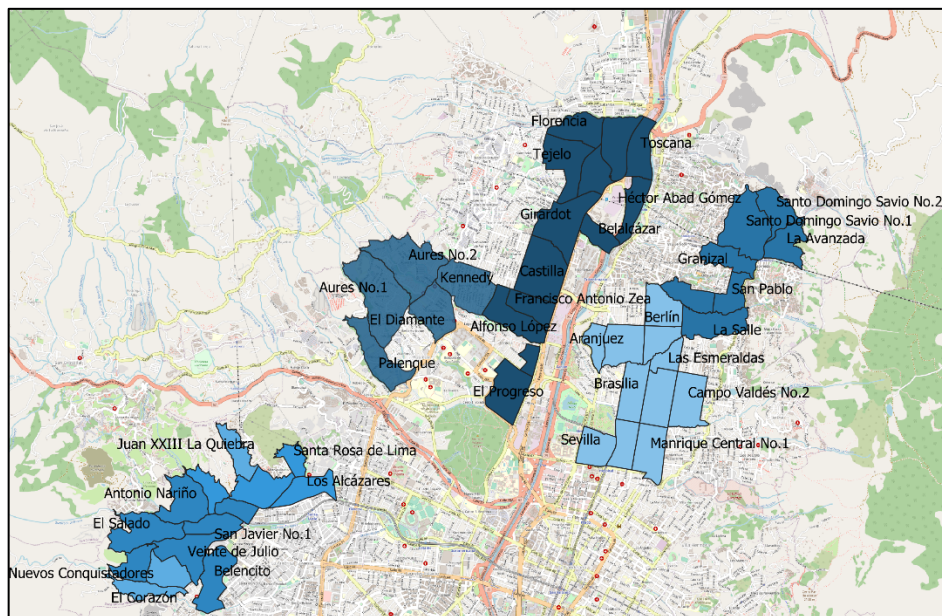 Florencia
Toscana
Tejelo
Héctor Abad Gómez
Santo Domingo Savio No.2
Girardot
Santo Domingo Savio No.1
Belalcázar
La Avanzada
Aures No.2
Granizal
Castilla
Kennedy
Aures No.1
San Pablo
Francisco Antonio Zea
El Diamante
Berlín
Alfonso López
La Salle
Aranjuez
Las Esmeraldas
Palenque
El Progreso
Brasilia
Campo Valdés No.2
Sevilla
Manrique Central No.1
Juan XXIII La Quiebra
Santa Rosa de Lima
Los Alcázares
Antonio Nariño
El Salado
San Javier No.1
Veinte de Julio
Nuevos Conquistadores
Belencito
El Corazón